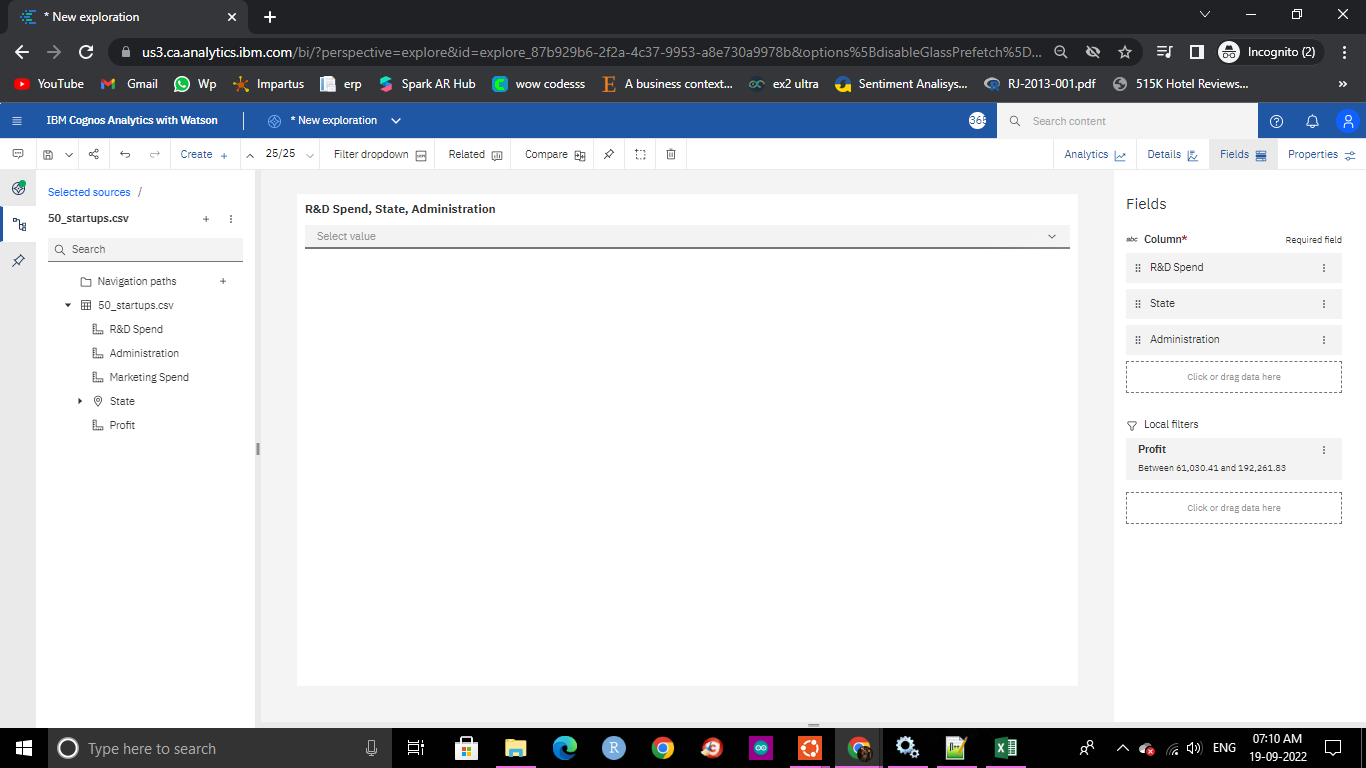 * New exploration
us3.ca.analytics.ibm.com/bi/?perspective=explore&id=explore_87b929b6-2f2a-4c37-9953-a8e730a9978b&options%5BdisableGlassPrefetch%5D...
Incognito (2)
YouTube Gmail Wp Impartus erp Spark AR Hub wow codesss A business context... ex2 ultra Sentiment Analisys... RJ-2013-001.pdf 515K Hotel Reviews... »
IBM Cognos Analytics with Watson * New exploration 365 Search content
Create + 25/25 Filter dropdown Related Compare Analytics Details Fields Properties
Selected sources /
50_startups.csv
Search
Navigation paths
50_startups.csv
R&D Spend
Administration
Marketing Spend
State
Profit
R&D Spend, State, Administration
Select value
Fields
abc Column* Required field
R&D Spend
State
Administration
Click or drag data here
Local filters
Profit
Between 61,030.41 and 192,261.83
Click or drag data here
Type here to search
ENG
07:10 AM
19-09-2022